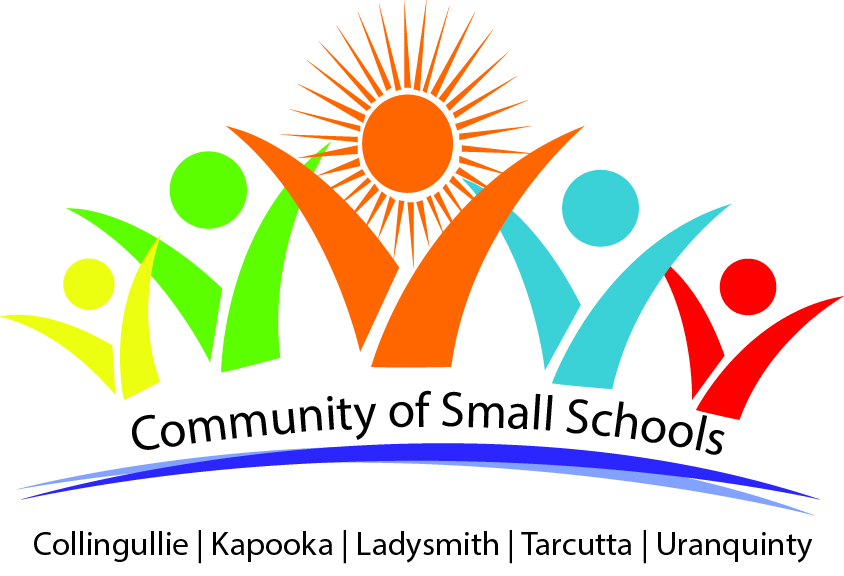 Community of Small Schools
Collingullie | Kapooka | Ladysmith | Tarcutta | Uranquinty